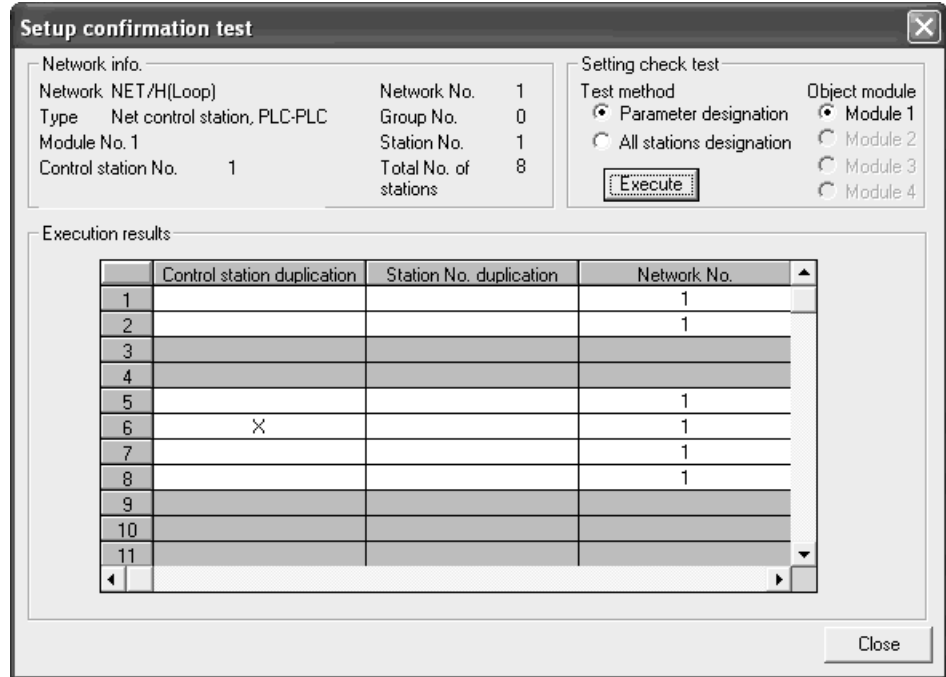 Setup confirmation test
Network info.
Network NET/H(Loop)
Type Net control station, PLC-PLC
Module No. 1
Control station No. 1
Network No. 1
Group No. 0
Station No. 1
Total No. of stations 8
Setting check test
Test method
Parameter designation
All stations designation
Execute
Object module
Module 1
Module 2
Module 3
Module 4
Execution results
Control station duplication Station No. duplication Network No.
1 1
2 1
3
4
5 1
6 X 1
7 1
8 1
9
10
11
Close